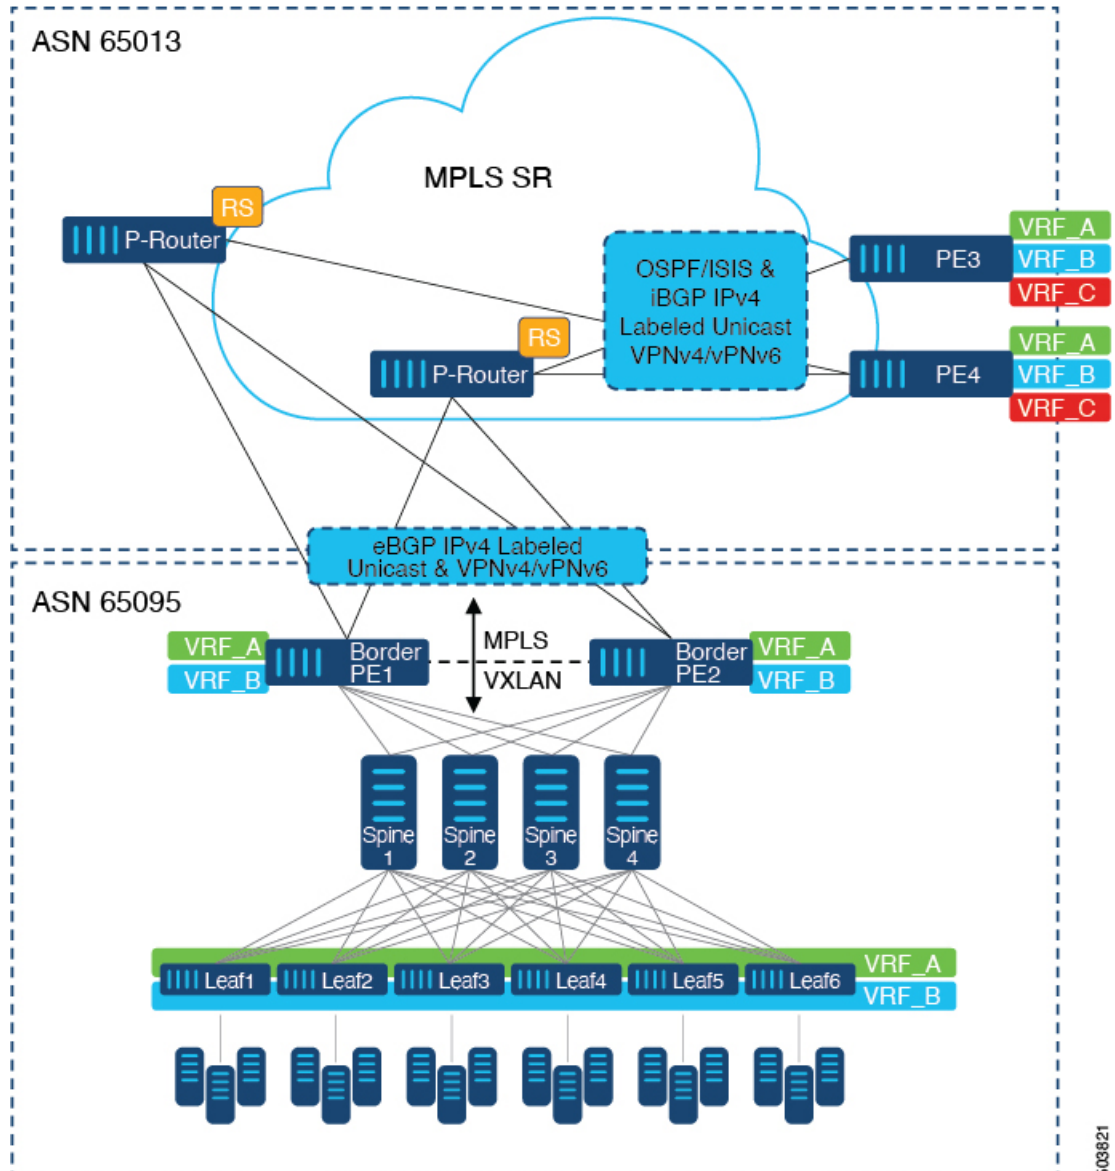 ASN 65013
MPLS SR
RS
P-Router
OSPF/ISIS &
iBGP IPv4
Labeled Unicast
VPNv4/vPNv6
PE3
VRF_A
VRF_B
VRF_C
RS
P-Router
PE4
VRF_A
VRF_B
VRF_C
eBGP IPv4 Labeled
Unicast & VPNv4/vPNv6
ASN 65095
VRF_A
VRF_B
Border
PE1
MPLS
VXLAN
Border
PE2
VRF_A
VRF_B
Spine
1
Spine
2
Spine
3
Spine
4
Leaf1
Leaf2
Leaf3
Leaf4
Leaf5
Leaf6
VRF_A
VRF_B